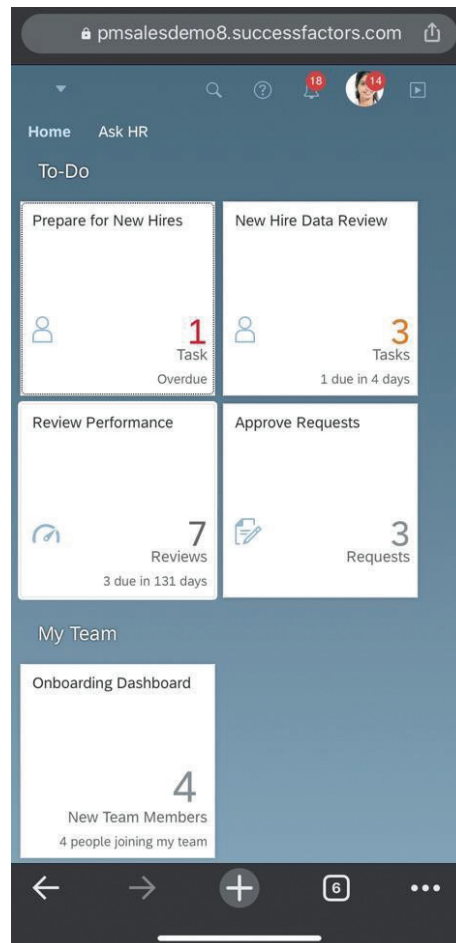 pmsalesdemo8.successfactors.com
18
14
Home Ask HR
To-Do
Prepare for New Hires
1
Task
Overdue
New Hire Data Review
3
Tasks
1 due in 4 days
Review Performance
7
Reviews
3 due in 131 days
Approve Requests
3
Requests
My Team
Onboarding Dashboard
4
New Team Members
4 people joining my team
6